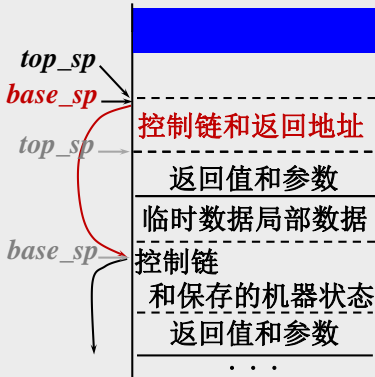 top_sp
base_sp
控制链和返回地址
top_sp
返回值和参数
临时数据局部数据
base_sp
控制链
和保存的机器状态
返回值和参数
· · ·